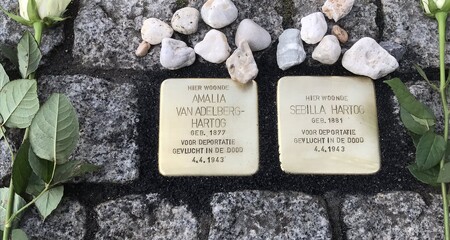 HIER WOONDE
AMALIA
VAN ADELBERG-
HARTOG
GEB. 1877
VOOR DEPORTATIE
GEVLUCHT IN DE DOOD
4.4.1943
HIER WOONDE
SEBILLA HARTOG
GEB. 1881
VOOR DEPORTATIE
GEVLUCHT IN DE DOOD
4.4.1943